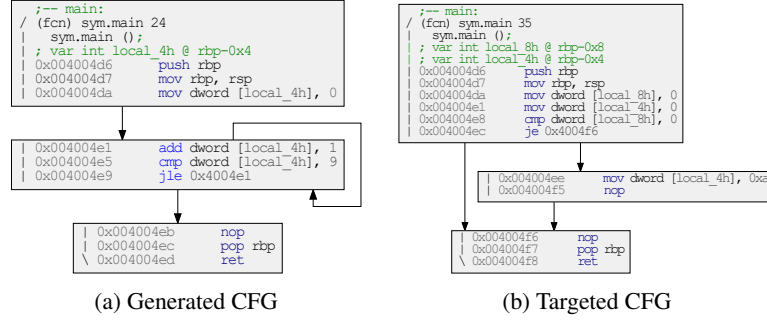 ;-- main:
/ (fcn) sym.main 24
| sym.main ();
| ; var int local_4h @ rbp-0x4
| 0x004004d6 push rbp
| 0x004004d7 mov rbp, rsp
| 0x004004da mov dword [local_4h], 0
| 0x004004e1 add dword [local_4h], 1
| 0x004004e5 cmp dword [local_4h], 9
| 0x004004e9 jle 0x4004e1
| 0x004004eb nop
| 0x004004ec pop rbp
\ 0x004004ed ret
(a) Generated CFG
;-- main:
/ (fcn) sym.main 35
| sym.main ();
| ; var int local_8h @ rbp-0x8
| ; var int local_4h @ rbp-0x4
| 0x004004d6 push rbp
| 0x004004d7 mov rbp, rsp
| 0x004004da mov dword [local_8h], 0
| 0x004004e1 mov dword [local_4h], 0
| 0x004004e8 cmp dword [local_8h], 0
| 0x004004ec je 0x4004f6
| 0x004004ee mov dword [local_4h], 0xa
| 0x004004f5 nop
| 0x004004f6 nop
| 0x004004f7 pop rbp
\ 0x004004f8 ret
(b) Targeted CFG